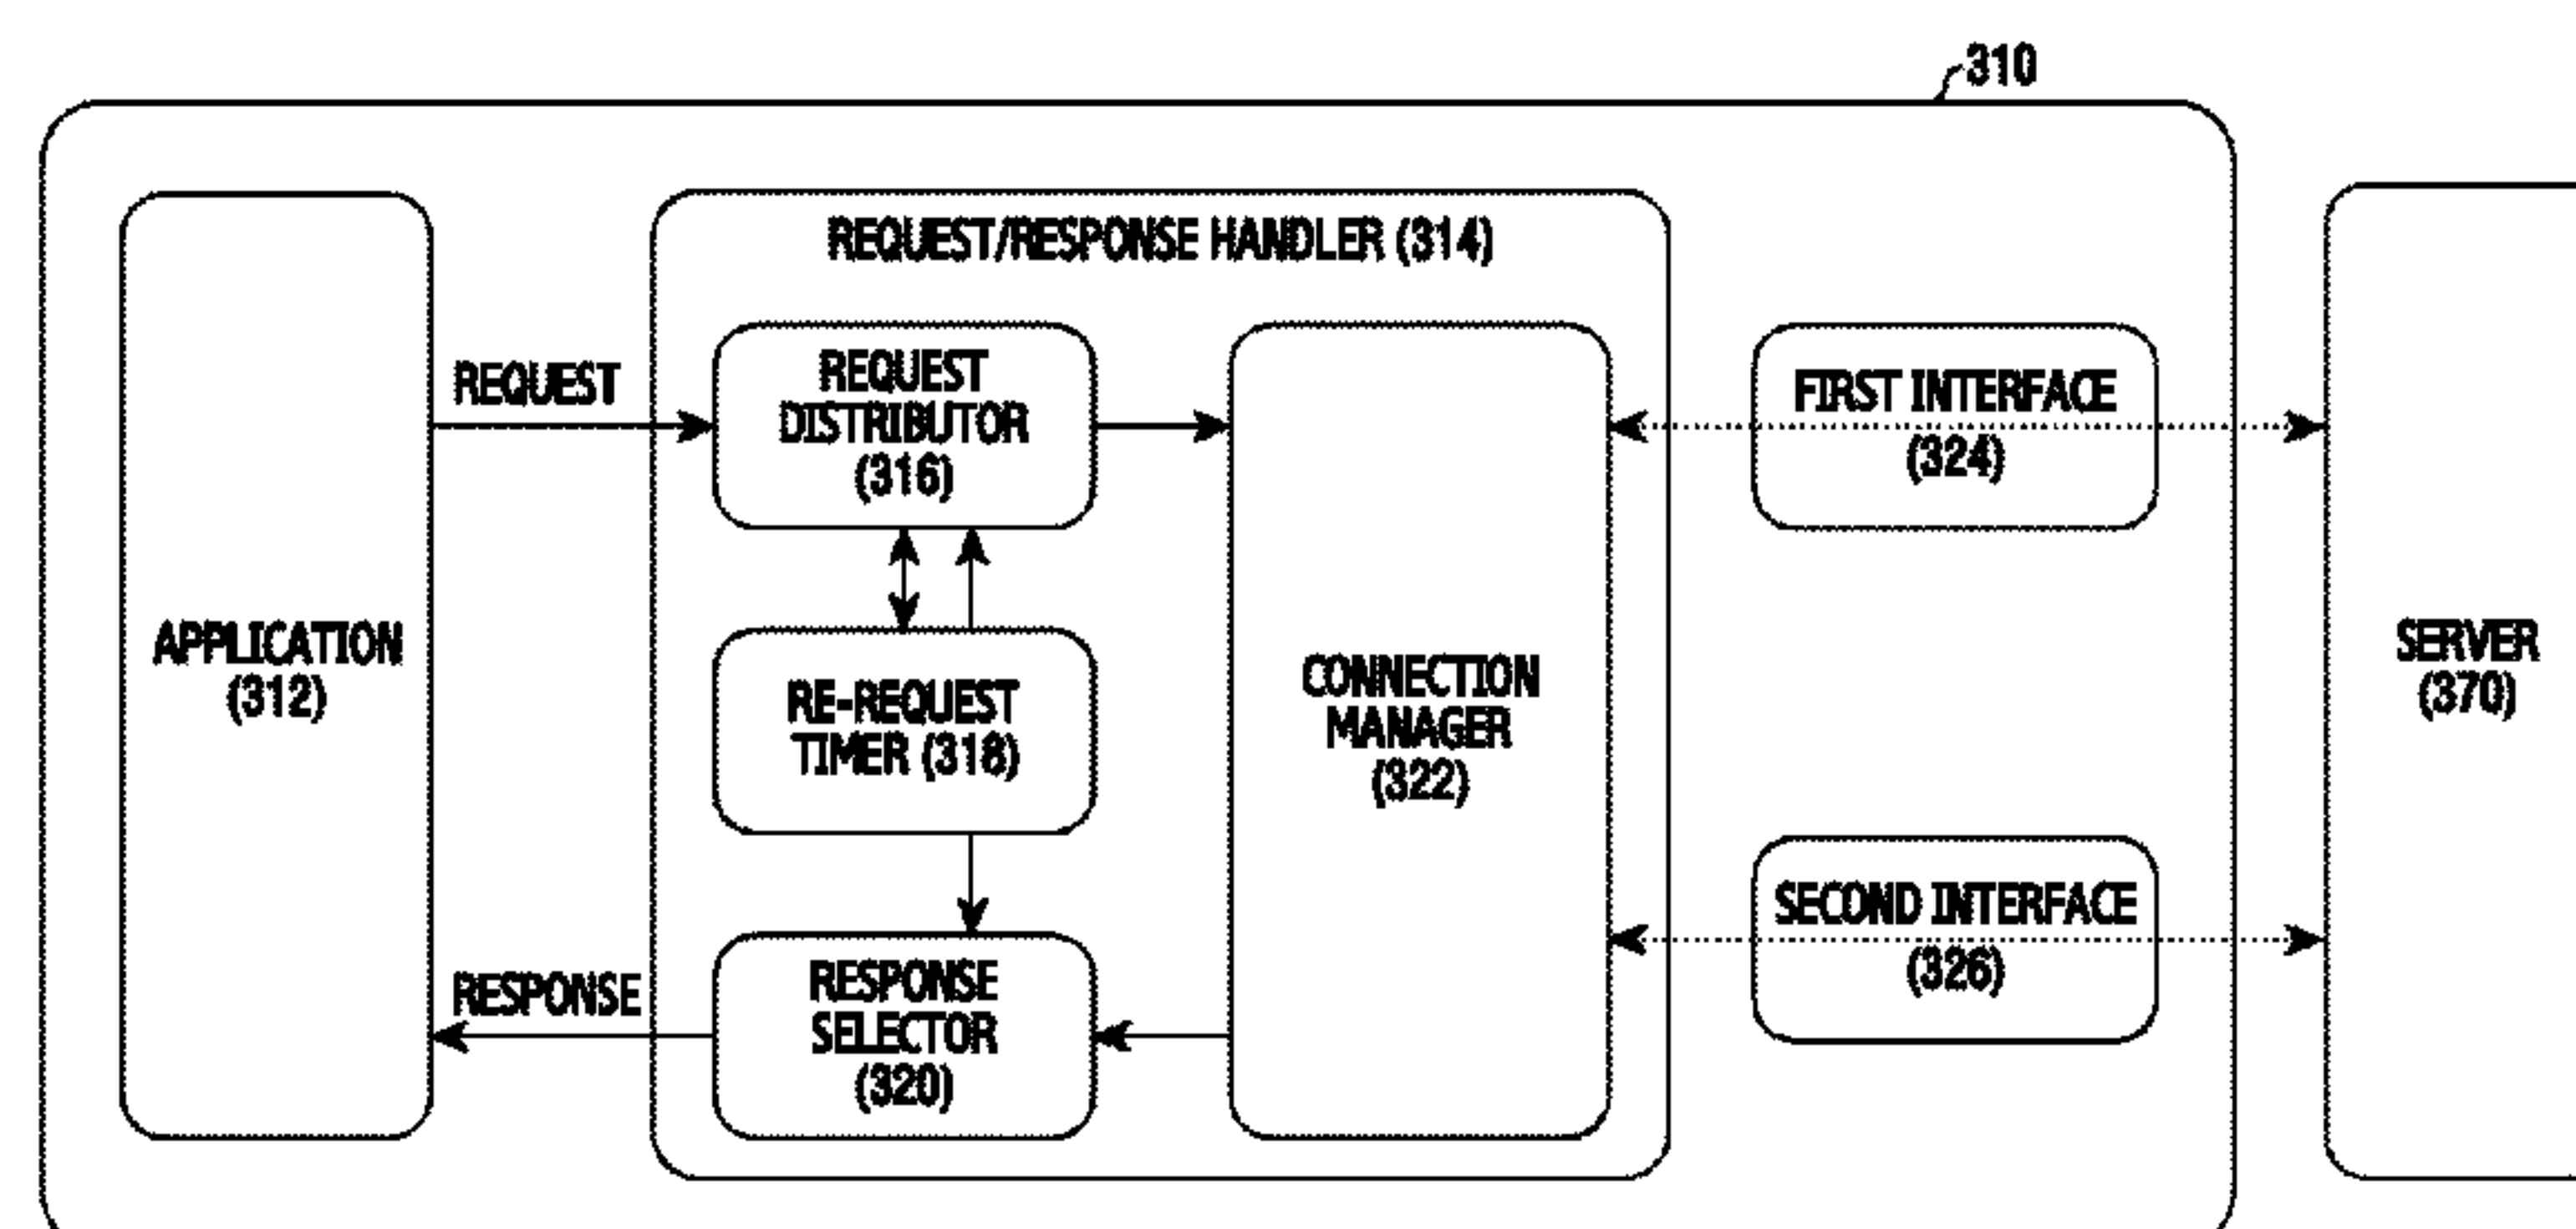 310
REQUEST/RESPONSE HANDLER (314)
REQUEST
REQUEST
DISTRIBUTOR
(316)
FIRST INTERFACE
(324)
APPLICATION
(312)
RE-REQUEST
TIMER (318)
CONNECTION
MANAGER
(322)
SERVER
(370)
SECOND INTERFACE
(326)
RESPONSE
RESPONSE
SELECTOR
(320)